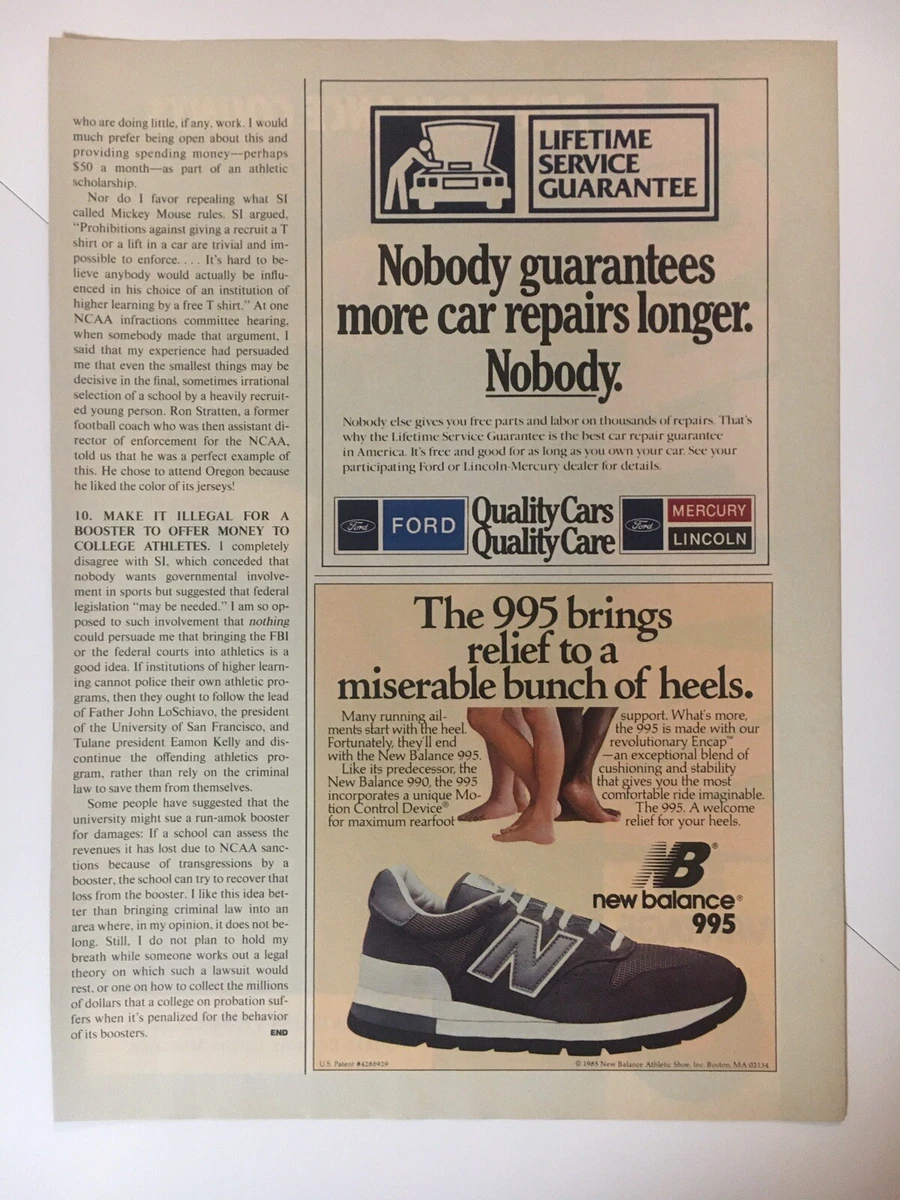 who are doing little, if any, work. I would
much prefer being open about this and
providing spending money—perhaps
$50 a month—as part of an athletic
scholarship.
Nor do I favor repealing what SI
called Mickey Mouse rules. SI argued,
"Prohibitions against giving a recruit a T
shirt or a lift in a car are trivial and im-
possible to enforce. . . . It's hard to be-
lieve anybody would actually be influ-
enced in his choice of an institution of
higher learning by a free T shirt." At one
NCAA infractions committee hearing,
when somebody made that argument, I
said that my experience had persuaded
me that even the smallest things may be
decisive in the final, sometimes irrational
selection of a school by a heavily recruit-
ed young person. Ron Stratten, a former
football coach who was then assistant di-
rector of enforcement for the NCAA,
told us that he was a perfect example of
this. He chose to attend Oregon because
he liked the color of its jerseys!
10. MAKE IT ILLEGAL FOR A
BOOSTER TO OFFER MONEY TO
COLLEGE ATHLETES. I completely
disagree with SI, which conceded that
nobody wants governmental involve-
ment in sports but suggested that federal
legislation "may be needed." I am so op-
posed to such involvement that nothing
could persuade me that bringing the FBI
or the federal courts into athletics is a
good idea. If institutions of higher learn-
ing cannot police their own athletic pro-
grams, then they ought to follow the lead
of Father John LoSchiavo, the president
of the University of San Francisco, and
Tulane president Eamon Kelly and dis-
continue the offending athletics pro-
gram, rather than rely on the criminal
law to save them from themselves.
Some people have suggested that the
university might sue a run-amok booster
for damages: If a school can assess the
revenues it has lost due to NCAA sanc-
tions because of transgressions by a
booster, the school can try to recover that
loss from the booster. I like this idea bet-
ter than bringing criminal law into an
area where, in my opinion, it does not be-
long. Still, I do not plan to hold my
breath while someone works out a legal
theory on which such a lawsuit would
rest, or one on how to collect the millions
of dollars that a college on probation suf-
fers when it's penalized for the behavior
of its boosters. END
LIFETIME
SERVICE
GUARANTEE
Nobody guarantees
more car repairs longer.
Nobody.
Nobody else gives you free parts and labor on thousands of repairs. That's
why the Lifetime Service Guarantee is the best car repair guarantee
in America. It's free and good for as long as you own your car. See your
participating Ford or Lincoln-Mercury dealer for details.
Ford FORD
Quality Cars
Quality Care
Ford MERCURY
LINCOLN
The 995 brings
relief to a
miserable bunch of heels.
Many running ail-
ments start with the heel.
Fortunately, they'll end
with the New Balance 995.
Like its predecessor, the
New Balance 990, the 995
incorporates a unique Mo-
tion Control Device®
for maximum rearfoot
support. What's more,
the 995 is made with our
revolutionary Encap™
—an exceptional blend of
cushioning and stability
that gives you the most
comfortable ride imaginable.
The 995. A welcome
relief for your heels.
NB®
new balance®
995
N
U.S. Patent #4288929
© 1985 New Balance Athletic Shoe, Inc. Boston, MA 02134